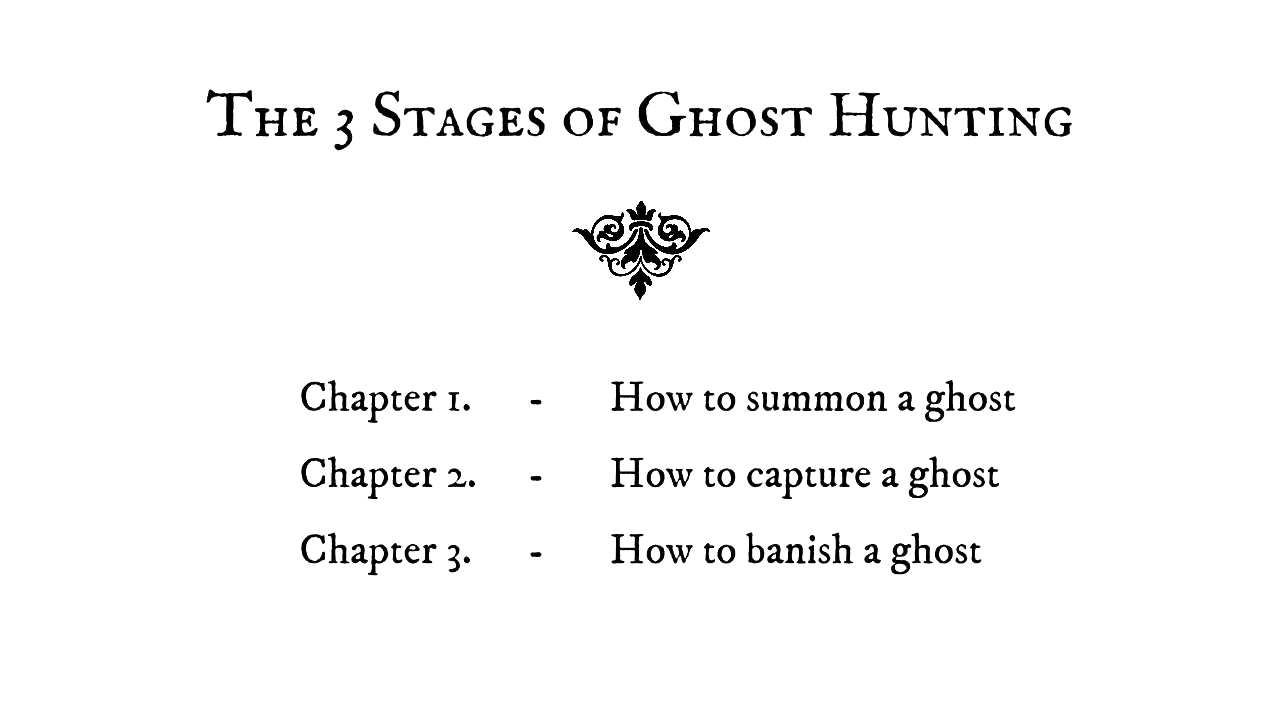 The 3 Stages of Ghost Hunting
Chapter 1. - How to summon a ghost
Chapter 2. - How to capture a ghost
Chapter 3. - How to banish a ghost